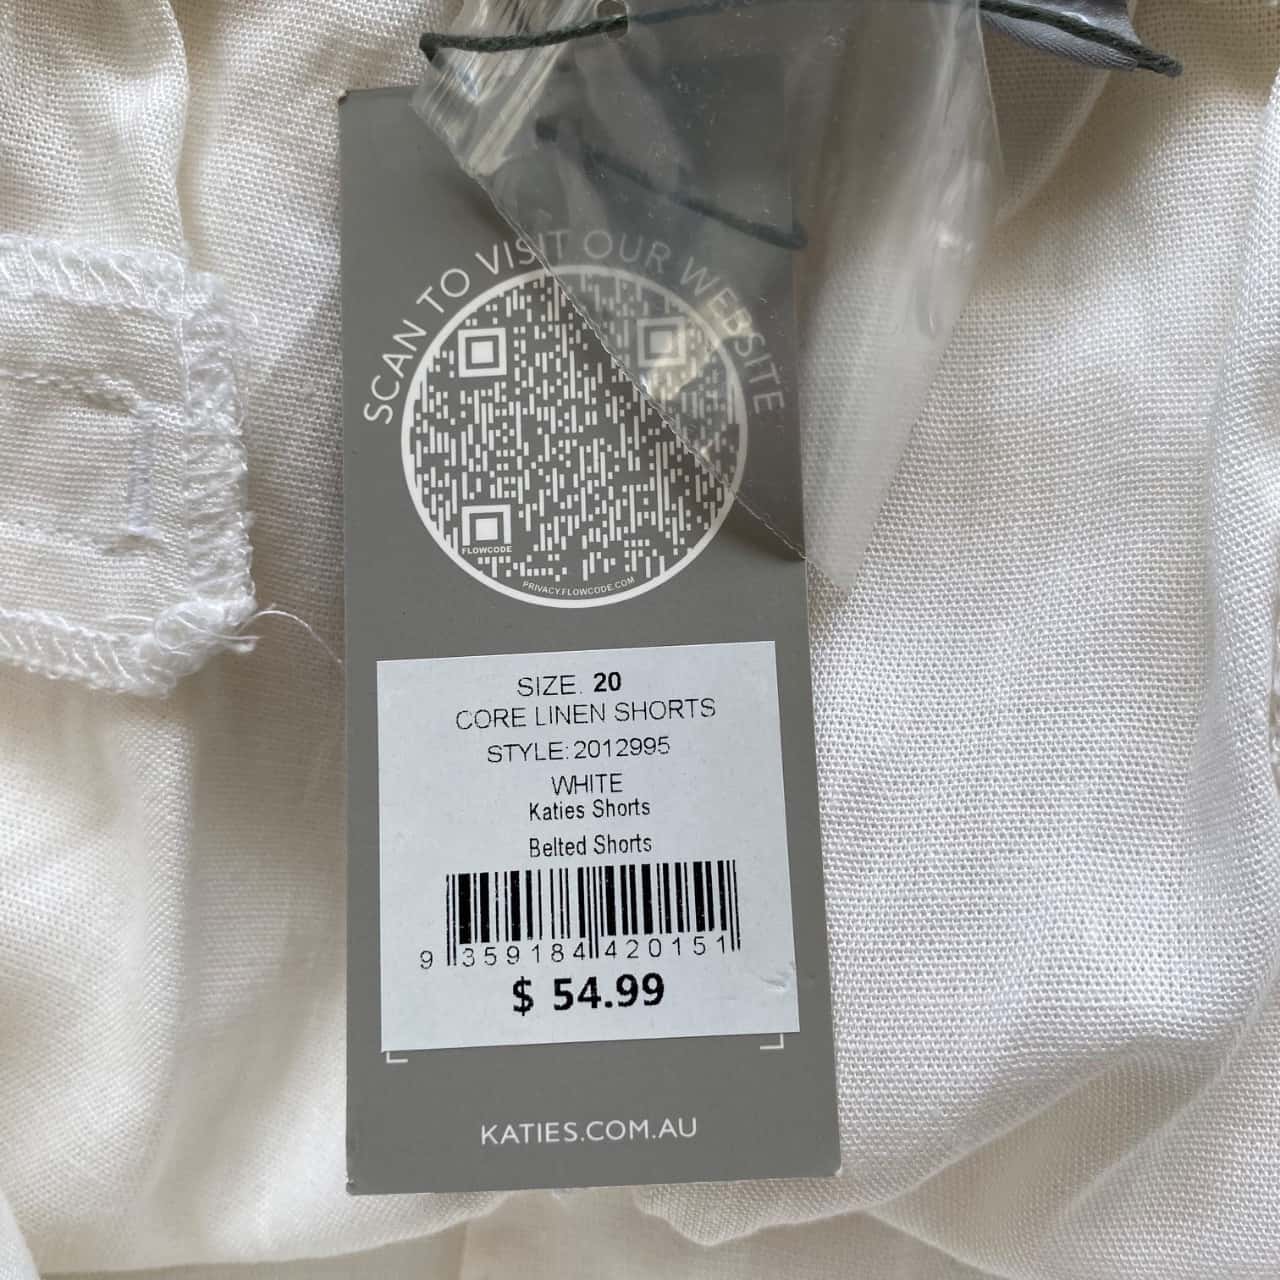 SCAN TO VISIT OUR WEBSITE
FLOWCODE
PRIVACY.FLOWCODE.COM
SIZE. 20
CORE LINEN SHORTS
STYLE:2012995
WHITE
Katies Shorts
Belted Shorts
9 359184 420151
$ 54.99
KATIES.COM.AU